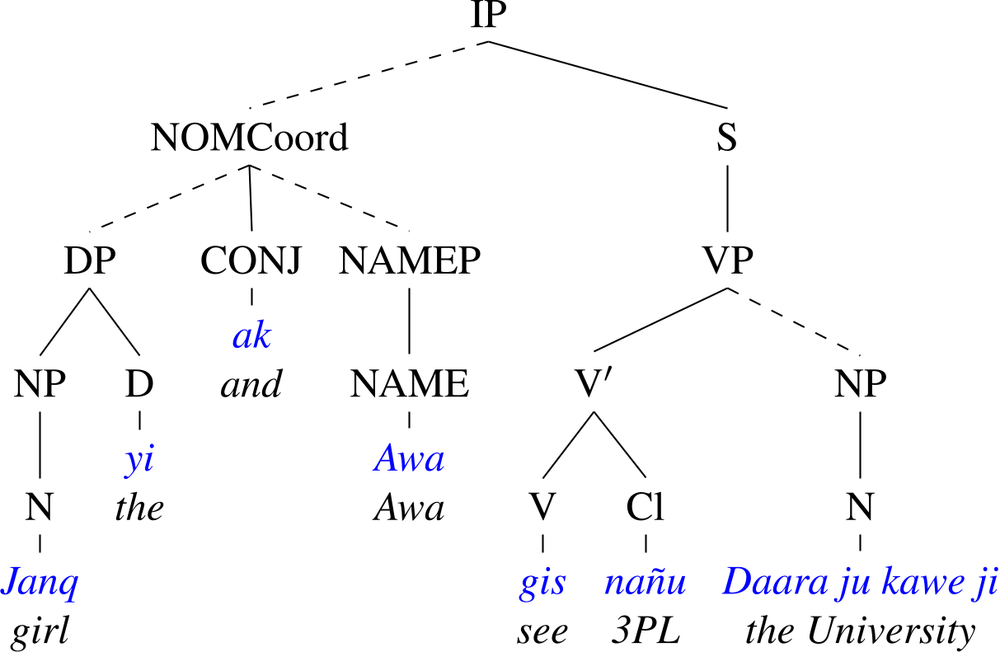 IP
NOMCoord S
DP CONJ NAMEP VP
ak
NP D and NAME V′ NP
yi Awa
N the Awa V Cl N
Janq gis nañu Daara ju kawe ji
girl see 3PL the University